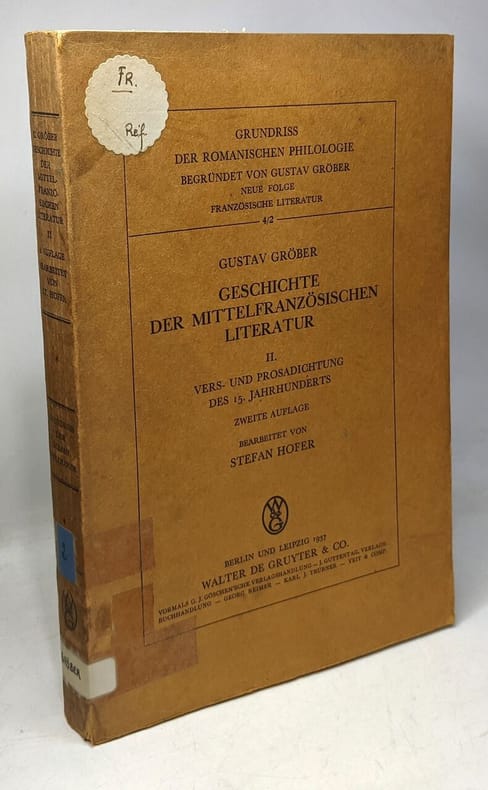 FR.
Réf
GRUNDRISS
DER ROMANISCHEN PHILOLOGIE
BEGRÜNDET VON GUSTAV GRÖBER
NEUE FOLGE
FRANZÖSISCHE LITERATUR
4/2
GUSTAV GRÖBER
GESCHICHTE
DER MITTELFRANZÖSISCHEN
LITERATUR
II.
VERS- UND PROSADICHTUNG
DES 15. JAHRHUNDERTS
ZWEITE AUFLAGE
BEARBEITET VON
STEFAN HOFER
W
&
G
BERLIN UND LEIPZIG 1937
WALTER DE GRUYTER & CO.
VORMALS G. J. GÖSCHEN'SCHE VERLAGSHANDLUNG — J. GUTTENTAG, VERLAGS-
BUCHHANDLUNG — GEORG REIMER — KARL J. TRÜBNER — VEIT & COMP.
GRÖBER
GESCHICHTE
DER
MITTEL-
FRANZÖ-
SISCHEN
LITERATUR
II
AUFLAGE
VON
ST. HOFER
2